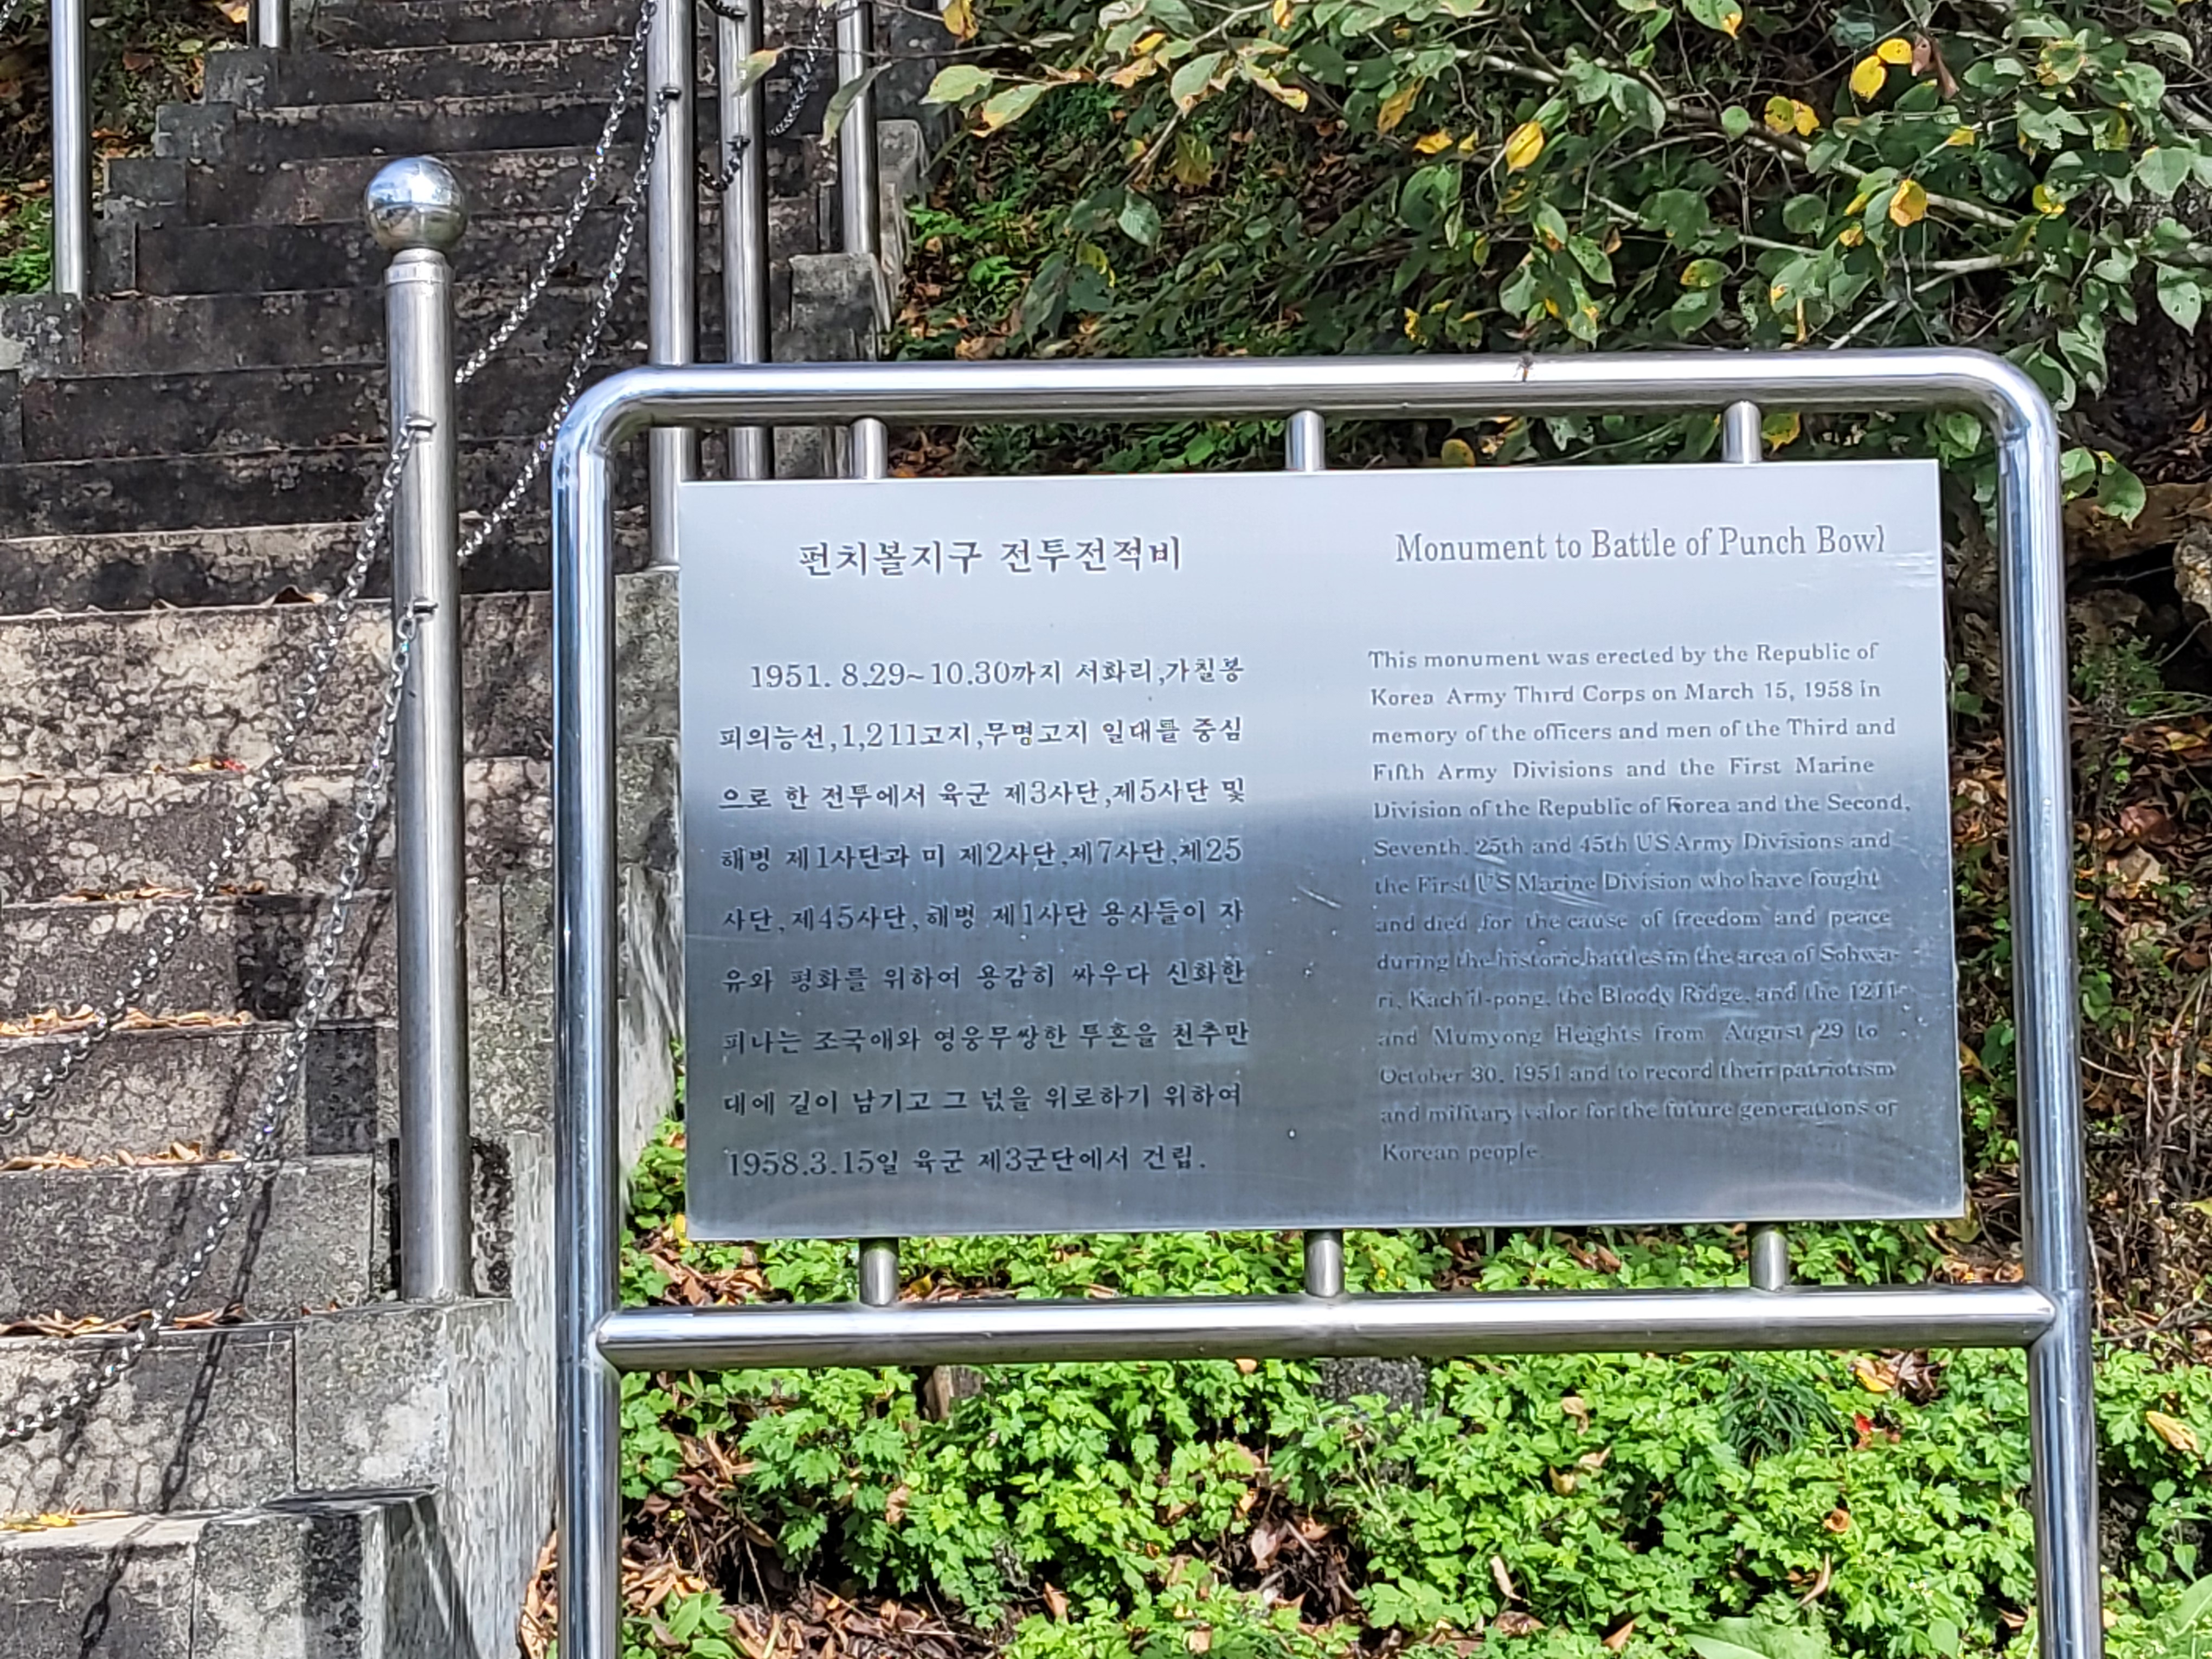 펀치볼지구 전투전적비
1951. 8.29~10.30까지 서화리,가칠봉
피의능선,1,211고지,무명고지 일대를 중심
으로 한 전투에서 육군 제3사단,제5사단 및
해병 제1사단과 미 제2사단,제7사단,제25
사단,제45사단,해병 제1사단 용사들이 자
유와 평화를 위하여 용감히 싸우다 신화한
피나는 조국애와 영웅무쌍한 투혼을 천추만
대에 길이 남기고 그 넋을 위로하기 위하여
1958.3.15일 육군 제3군단에서 건립.
Monument to Battle of Punch Bowl
This monument was erected by the Republic of
Korea Army Third Corps on March 15, 1958 in
memory of the officers and men of the Third and
Fifth Army Divisions and the First Marine
Division of the Republic of Korea and the Second,
Seventh, 25th and 45th US Army Divisions and
the First US Marine Division who have fought
and died for the cause of freedom and peace
during the historic battles in the area of Sohwa-
ri, Kach'il-pong, the Bloody Ridge, and the 1211-
and Mumyong Heights from August 29 to
October 30, 1951 and to record their patriotism
and military valor for the future generations of
Korean people.